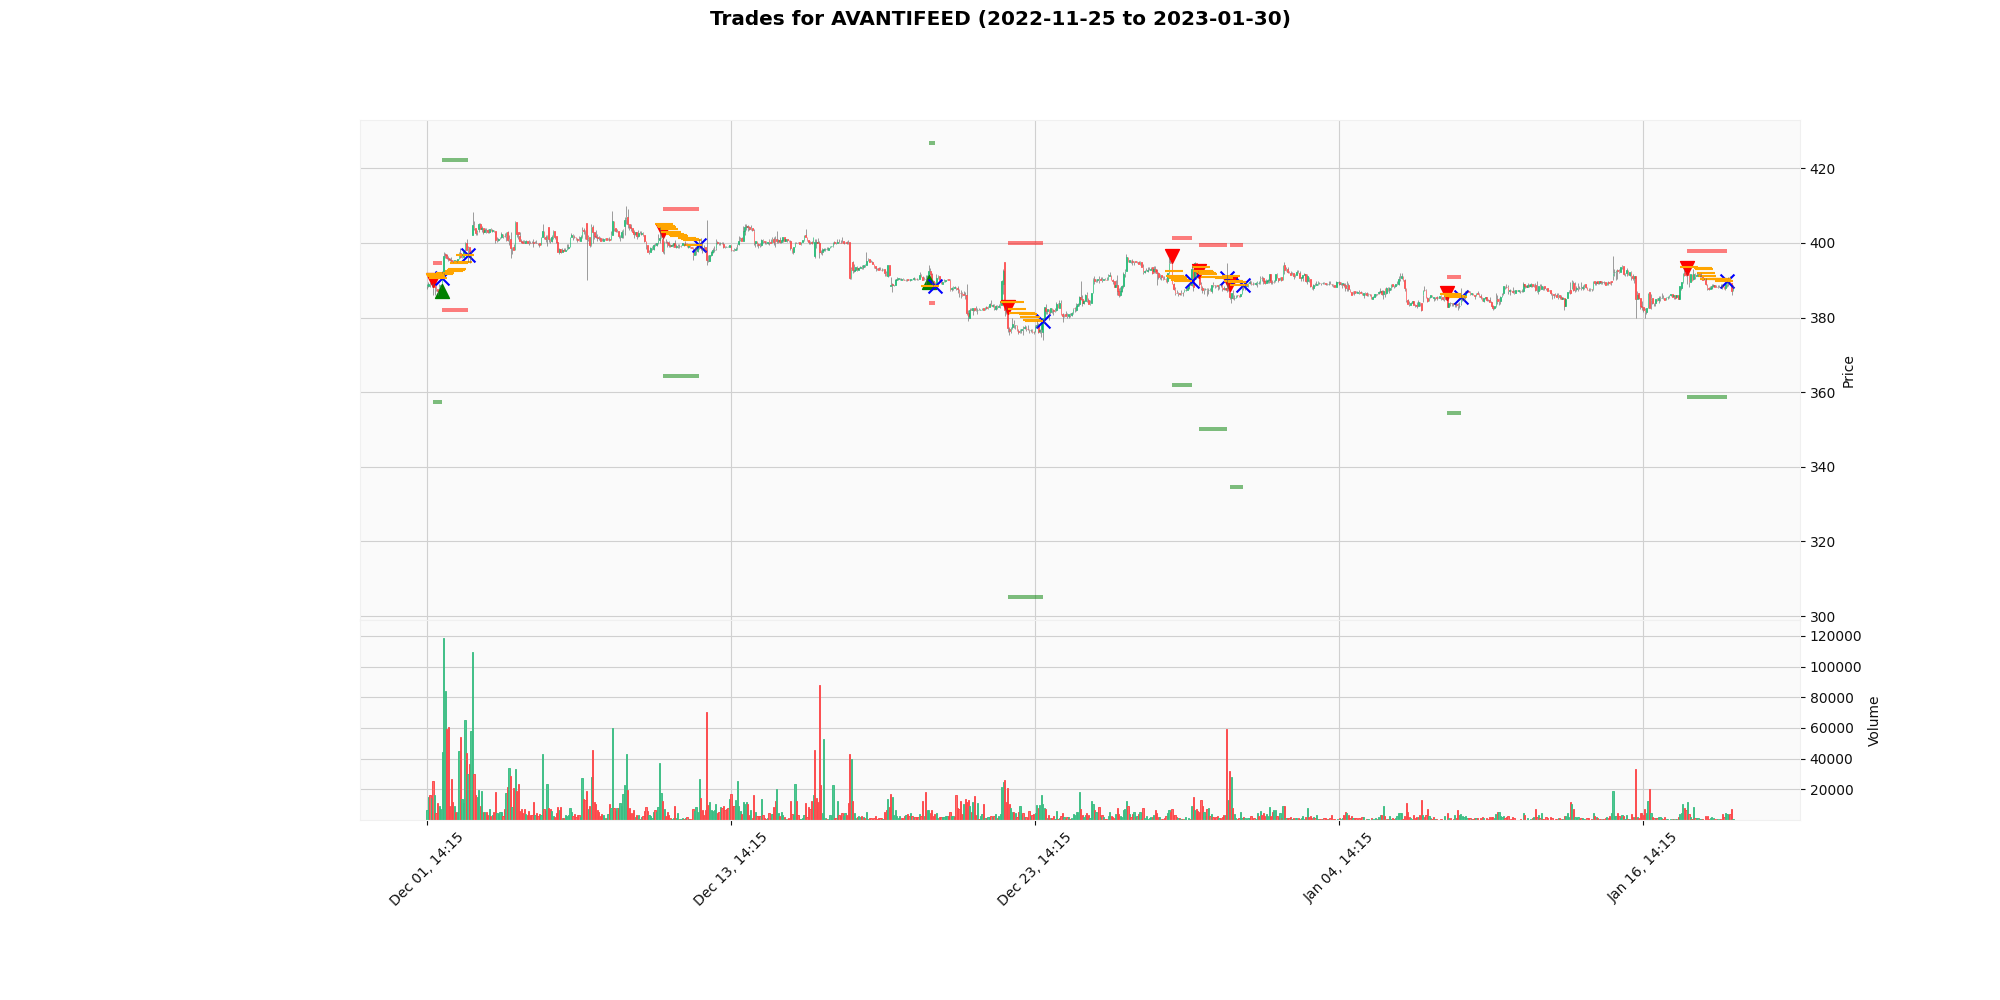 Trades for AVANTIFEED (2022-11-25 to 2023-01-30)
420
400
380
360
340
320
300
Price
120000
100000
80000
60000
40000
20000
Volume
Dec 01, 14:15
Dec 13, 14:15
Dec 23, 14:15
Jan 04, 14:15
Jan 16, 14:15